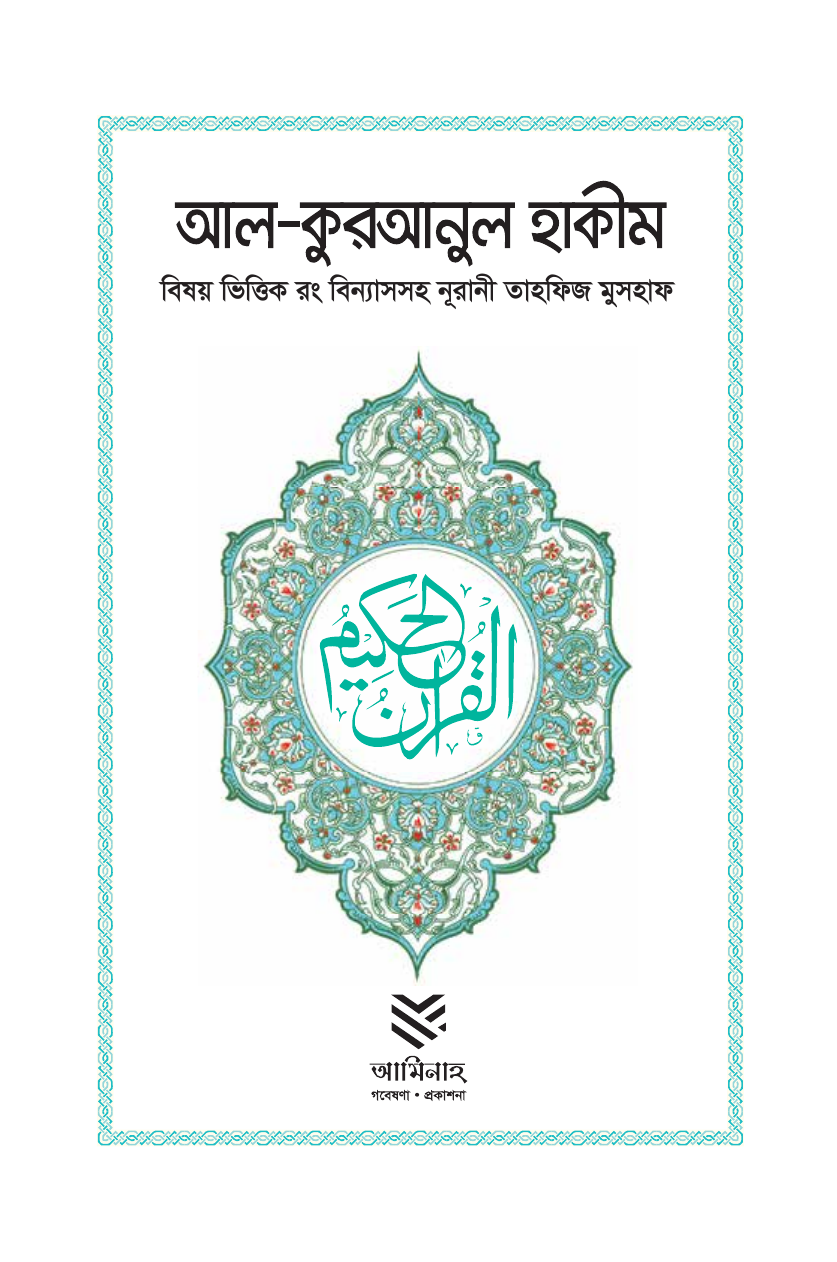 আল-কুরআনুল হাকীম
বিষয় ভিত্তিক রং বিন্যাসসহ নূরানী তাহফিজ মুসহাফ
القرآن الحكيم
আমিনাহ
গবেষণা • প্রকাশনা